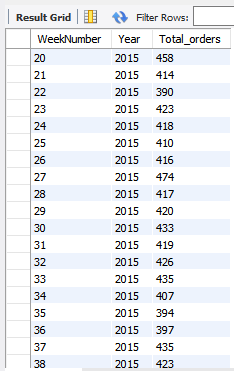 Result Grid Filter Rows:
WeekNumber Year Total_orders
20 2015 458
21 2015 414
22 2015 390
23 2015 423
24 2015 418
25 2015 410
26 2015 416
27 2015 474
28 2015 417
29 2015 420
30 2015 433
31 2015 419
32 2015 426
33 2015 435
34 2015 407
35 2015 394
36 2015 397
37 2015 435
38 2015 423